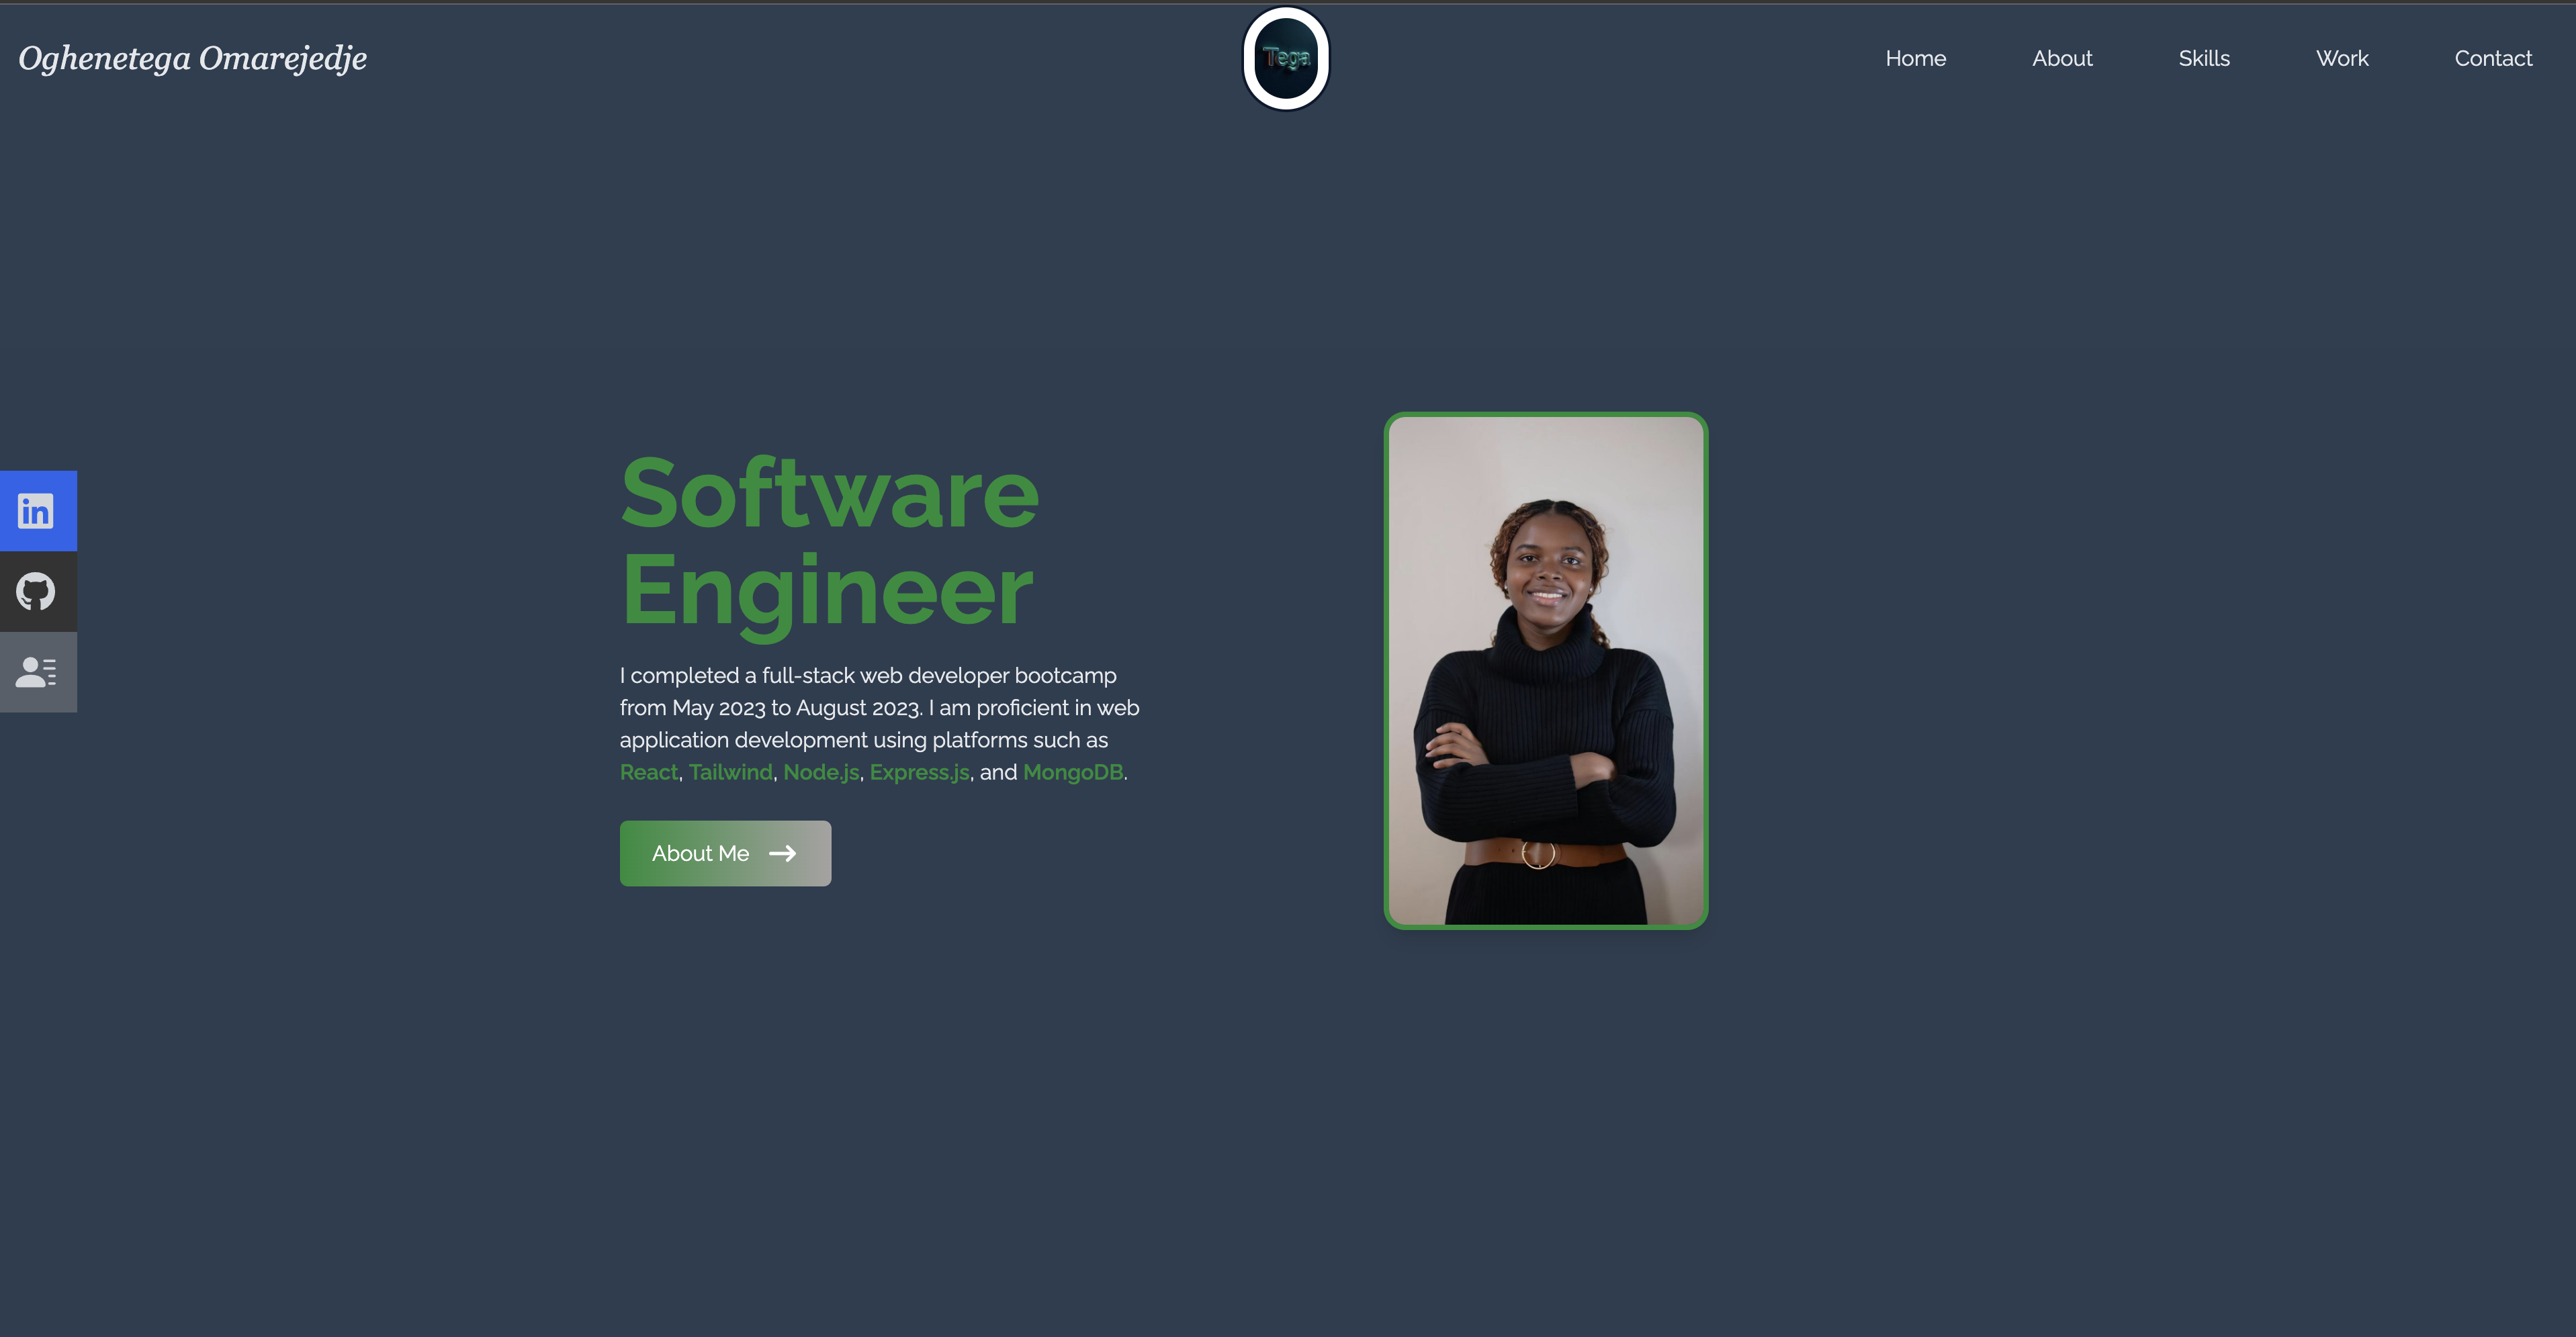 Oghenetega Omarejedje
Tega
Home
About
Skills
Work
Contact
in
Software
Engineer
I completed a full-stack web developer bootcamp
from May 2023 to August 2023. I am proficient in web
application development using platforms such as
React, Tailwind, Node.js, Express.js, and MongoDB.
About Me